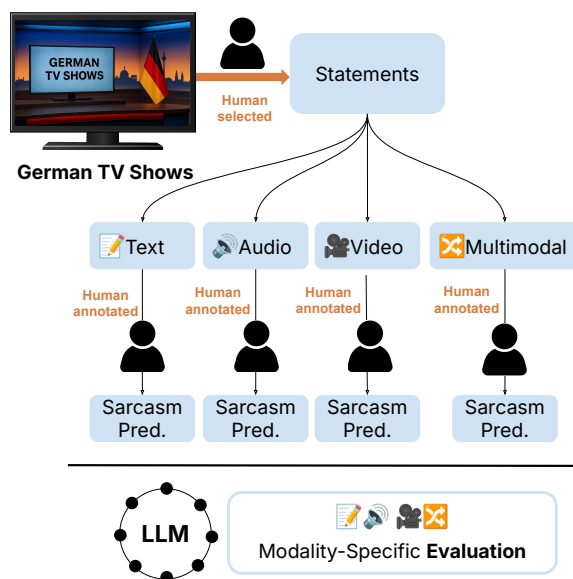 GERMAN
TV SHOWS
Human
selected
Statements
German TV Shows
Text
Audio
Video
Multimodal
Human
annotated
Human
annotated
Human
annotated
Human
annotated
Sarcasm
Pred.
Sarcasm
Pred.
Sarcasm
Pred.
Sarcasm
Pred.
LLM
Modality-Specific Evaluation